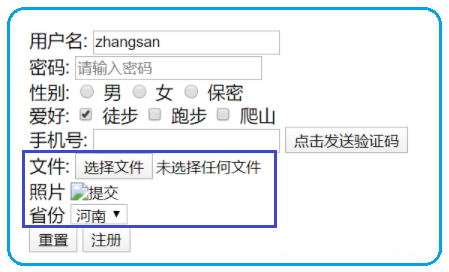 用户名: zhangsan
密码: 请输入密码
性别: 男 女 保密
爱好: 徒步 跑步 爬山
手机号: 点击发送验证码
文件: 选择文件 未选择任何文件
照片 提交
省份 河南
重置 注册